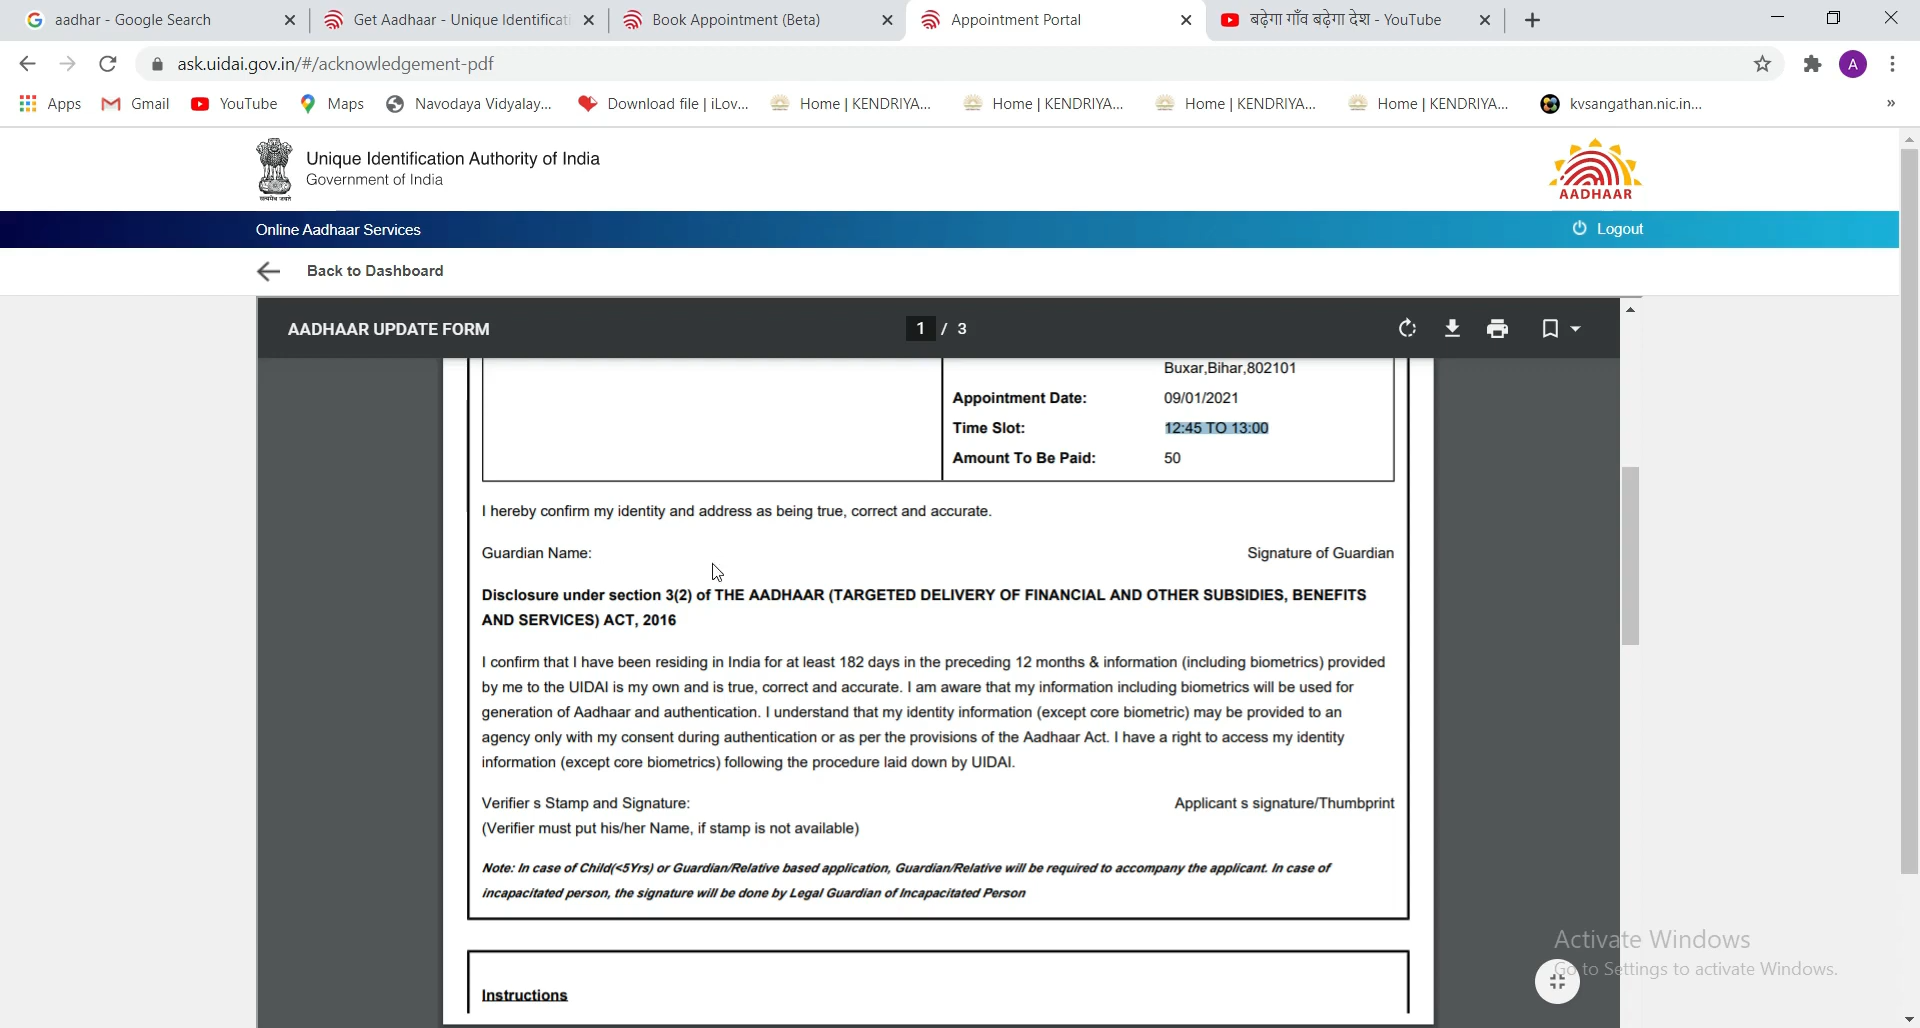 aadhar - Google Search
Get Aadhaar - Unique Identificati
Book Appointment (Beta)
Appointment Portal
बढ़ेगा गाँव बढ़ेगा देश - YouTube
ask.uidai.gov.in/#/acknowledgement-pdf
A
Apps
Gmail
YouTube
Maps
Navodaya Vidyalay...
Download file | iLov...
Home | KENDRIYA...
Home | KENDRIYA...
Home | KENDRIYA...
Home | KENDRIYA...
kvsangathan.nic.in...
»
Unique Identification Authority of India
Government of India
सत्यमेव जयते
AADHAAR
Online Aadhaar Services
Logout
Back to Dashboard
AADHAAR UPDATE FORM
1 / 3
Buxar,Bihar,802101
Appointment Date: 09/01/2021
Time Slot: 12:45 TO 13:00
Amount To Be Paid: 50
I hereby confirm my identity and address as being true, correct and accurate.
Guardian Name: Signature of Guardian
Disclosure under section 3(2) of THE AADHAAR (TARGETED DELIVERY OF FINANCIAL AND OTHER SUBSIDIES, BENEFITS
AND SERVICES) ACT, 2016
I confirm that I have been residing in India for at least 182 days in the preceding 12 months & information (including biometrics) provided
by me to the UIDAI is my own and is true, correct and accurate. I am aware that my information including biometrics will be used for
generation of Aadhaar and authentication. I understand that my identity information (except core biometric) may be provided to an
agency only with my consent during authentication or as per the provisions of the Aadhaar Act. I have a right to access my identity
information (except core biometrics) following the procedure laid down by UIDAI.
Verifier s Stamp and Signature: Applicant s signature/Thumbprint
(Verifier must put his/her Name, if stamp is not available)
Note: In case of Child(<5Yrs) or Guardian/Relative based application, Guardian/Relative will be required to accompany the applicant. In case of
incapacitated person, the signature will be done by Legal Guardian of Incapacitated Person
Instructions
Activate Windows
Go to Settings to activate Windows.